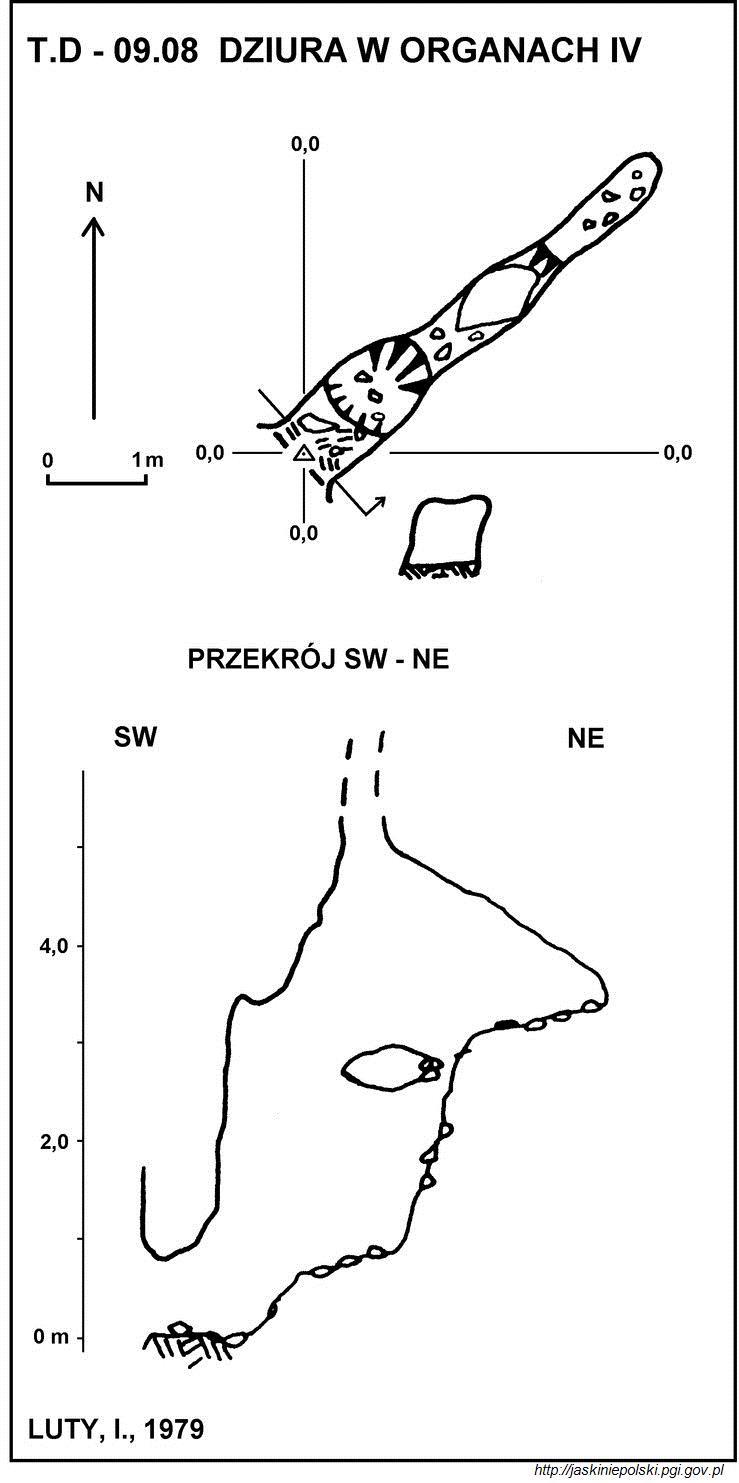 T.D - 09.08 DZIURA W ORGANACH IV
0,0
N
0 1m
0,0 0,0
0,0
PRZEKRÓJ SW - NE
SW NE
4,0
2,0
0 m
LUTY, I., 1979
http://jaskiniepolski.pgi.gov.pl